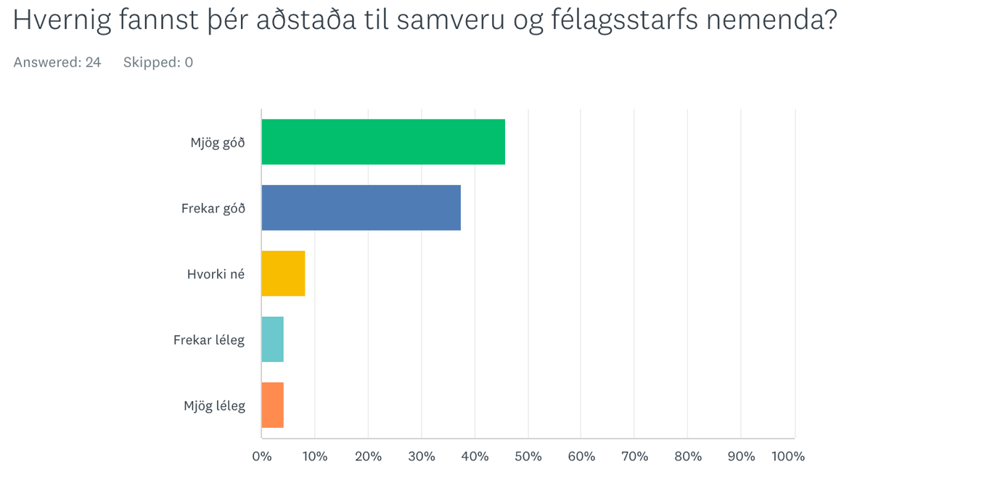 Hvernig fannst þér aðstaða til samveru og félagsstarfs nemenda?
Answered: 24 Skipped: 0
Mjög góð
Frekar góð
Hvorki né
Frekar léleg
Mjög léleg
0% 10% 20% 30% 40% 50% 60% 70% 80% 90% 100%